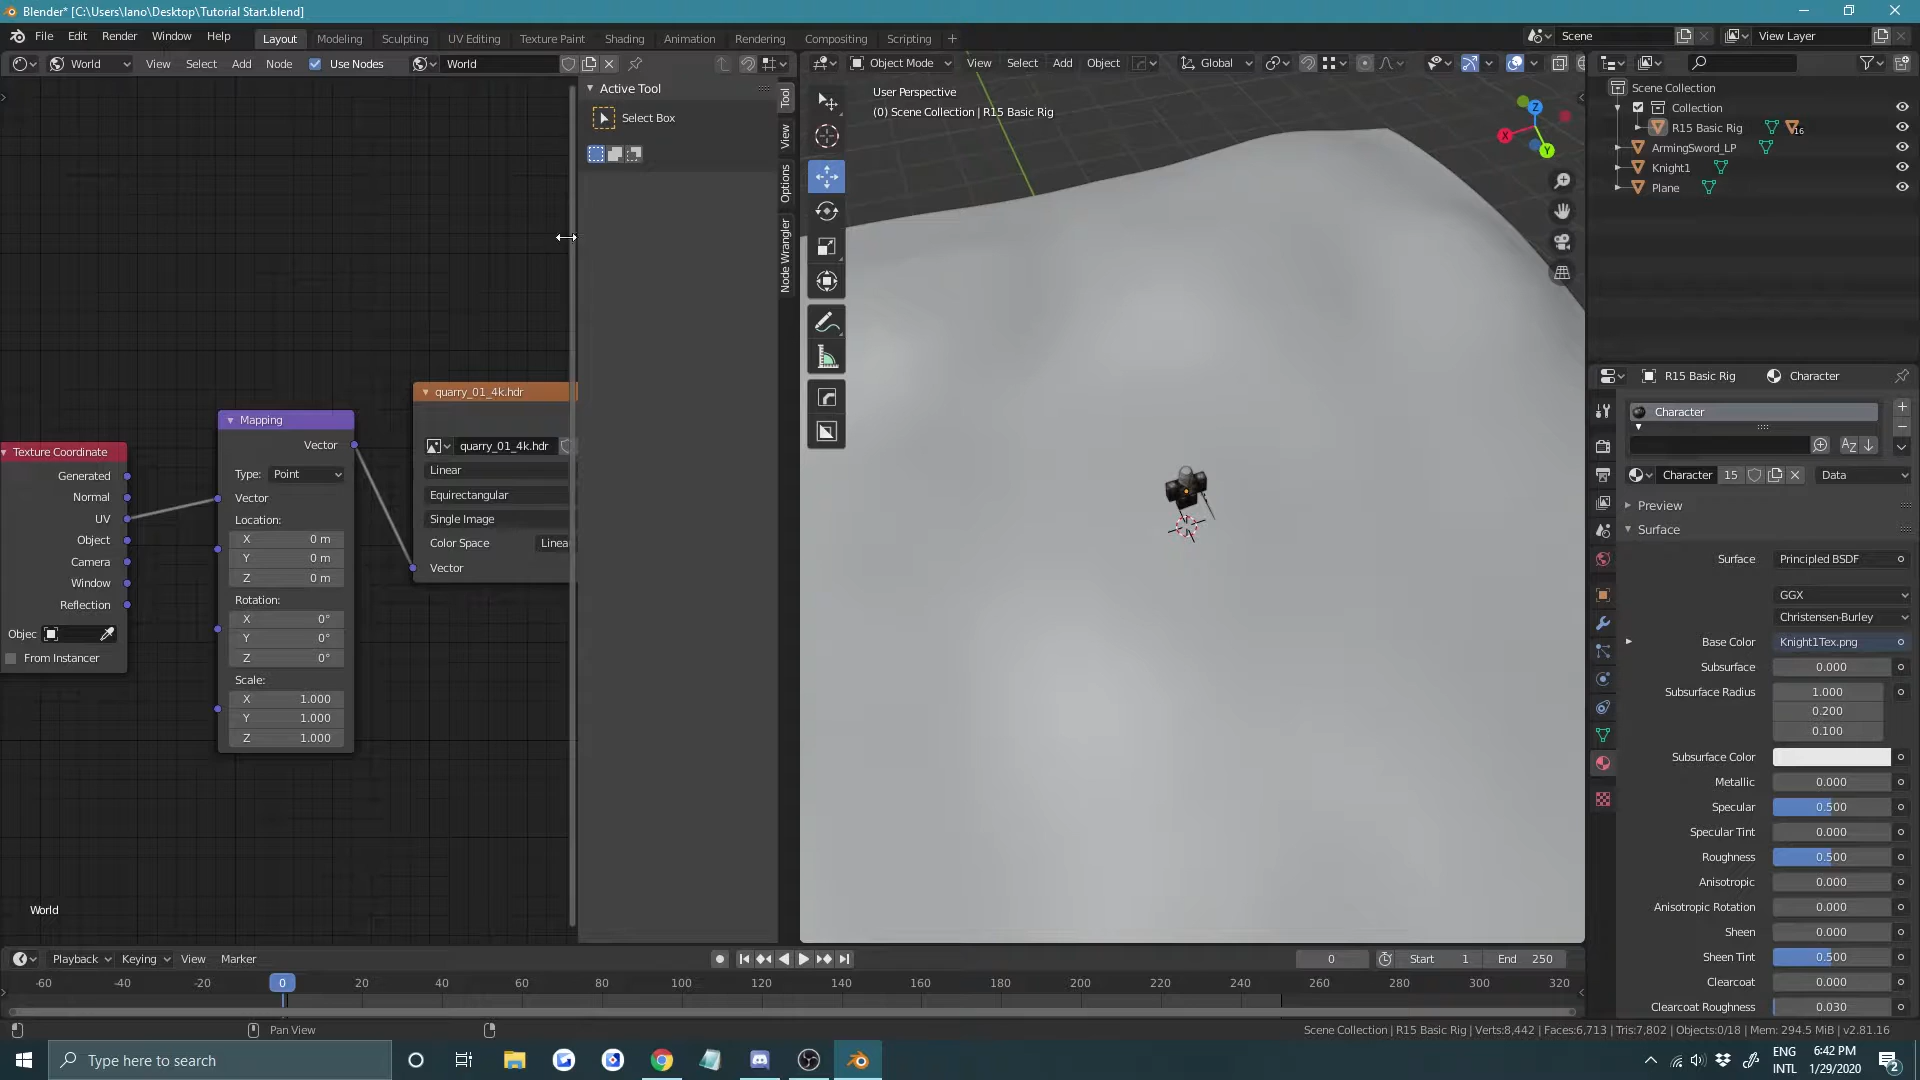 Blender* [C:\Users\Iano\Desktop\Tutorial Start.blend]
File Edit Render Window Help Layout Modeling Sculpting UV Editing Texture Paint Shading Animation Rendering Compositing Scripting + Scene View Layer
World View Select Add Node Use Nodes World
Object Mode View Select Add Object Global
Active Tool
Select Box
Tool
View
Options
Node Wrangler
quarry_01_4k.hdr
quarry_01_4k.hdr
Linear
Equirectangular
Single Image
Color Space Linea
Vector
Mapping
Vector
Type: Point
Vector
Location:
X 0 m
Y 0 m
Z 0 m
Rotation:
X 0°
Y 0°
Z 0°
Scale:
X 1.000
Y 1.000
Z 1.000
Texture Coordinate
Generated
Normal
UV
Object
Camera
Window
Reflection
Objec
From Instancer
World
User Perspective
(0) Scene Collection | R15 Basic Rig
X
Y
Z
Scene Collection
Collection
R15 Basic Rig 16
ArmingSword_LP
Knight1
Plane
R15 Basic Rig Character
Character
Character 15 Data
Preview
Surface
Surface Principled BSDF
GGX
Christensen-Burley
Base Color Knight1Tex.png
Subsurface 0.000
Subsurface Radius 1.000
0.200
0.100
Subsurface Color
Metallic 0.000
Specular 0.500
Specular Tint 0.000
Roughness 0.500
Anisotropic 0.000
Anisotropic Rotation 0.000
Sheen 0.000
Sheen Tint 0.500
Clearcoat 0.000
Clearcoat Roughness 0.030
Playback Keying View Marker 0 Start 1 End 250
-60 -40 -20 0 20 40 60 80 100 120 140 160 180 200 220 240 260 280 300 320
Pan View
Scene Collection | R15 Basic Rig | Verts:8,442 | Faces:6,713 | Tris:7,802 | Objects:0/18 | Mem: 294.5 MiB | v2.81.16
Type here to search
ENG
INTL
6:42 PM
1/29/2020
2